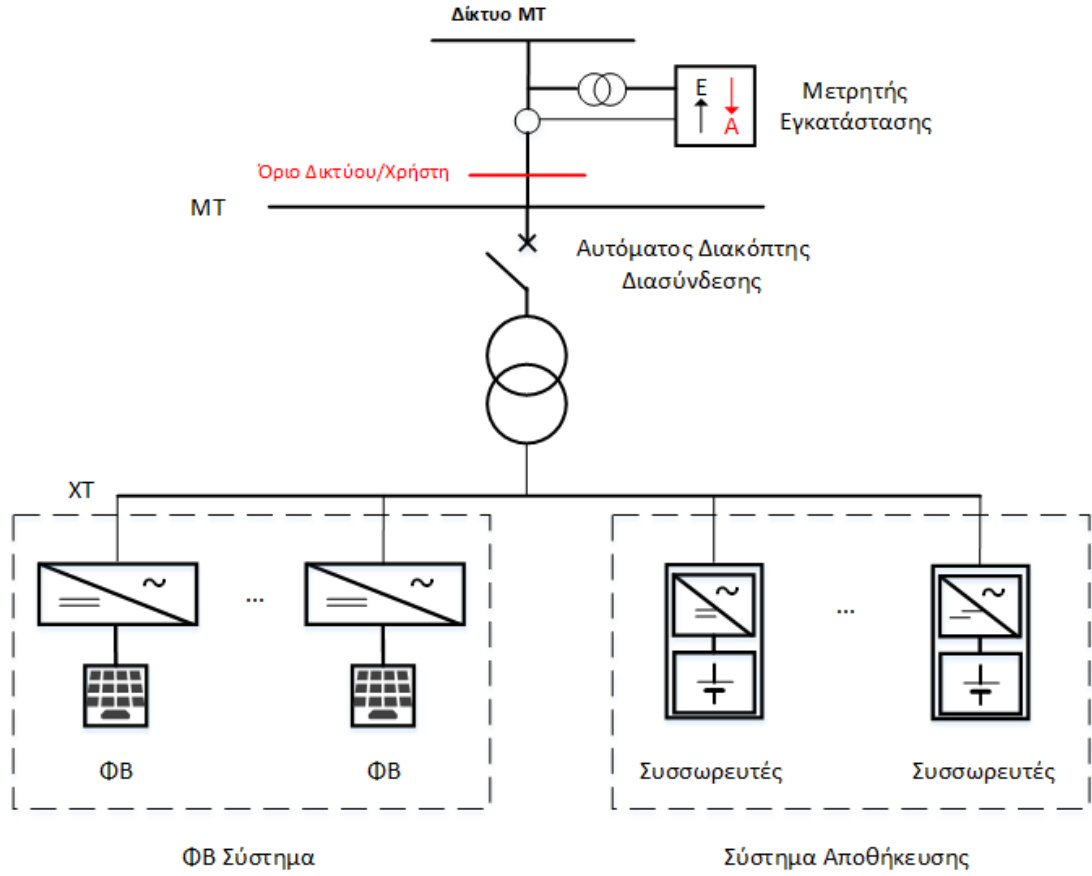 Δίκτυο ΜΤ
E
A
Μετρητής
Εγκατάστασης
Όριο Δικτύου/Χρήστη
ΜΤ
Αυτόματος Διακόπτης
Διασύνδεσης
ΧΤ
...
...
ΦΒ
ΦΒ
Συσσωρευτές
Συσσωρευτές
ΦΒ Σύστημα
Σύστημα Αποθήκευσης